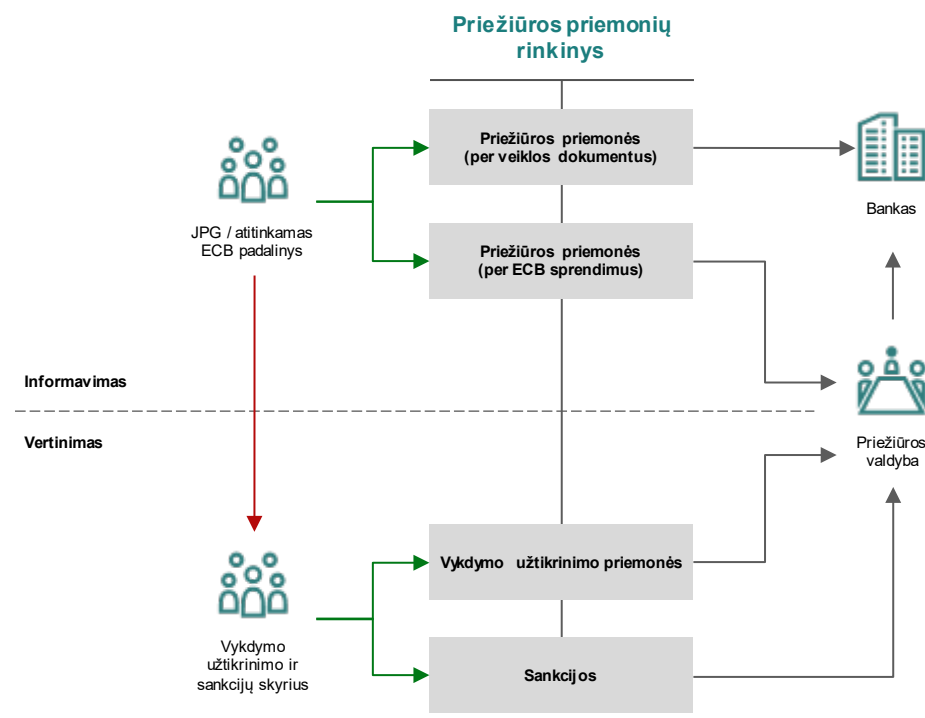 Priežiūros priemonių
rinkinys
Priežiūros priemonės
(per veiklos dokumentus)
JPG / atitinkamas
ECB padalinys
Bankas
Priežiūros priemonės
(per ECB sprendimus)
Informavimas
Vertinimas
Priežiūros
valdyba
Vykdymo užtikrinimo priemonės
Vykdymo
užtikrinimo ir
sankcijų skyrius
Sankcijos